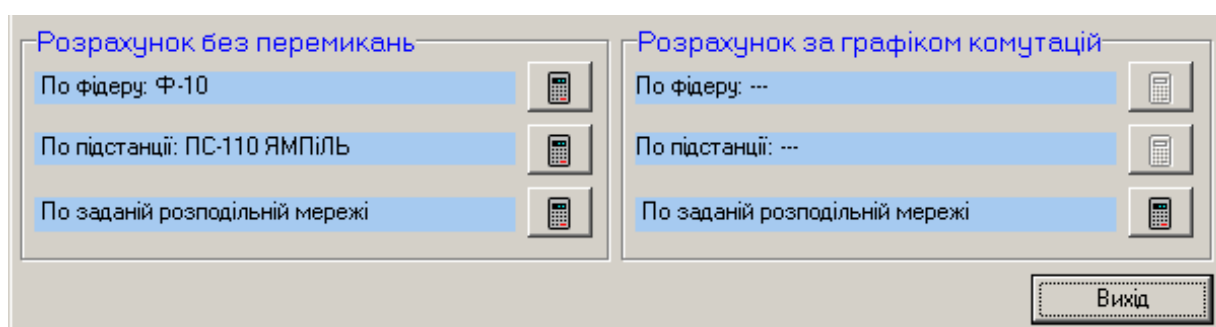 Розрахунок без перемикань
По фідеру: Ф-10
По підстанції: ПС-110 ЯМПіЛЬ
По заданій розподільній мережі
Розрахунок за графіком комутацій
По фідеру: ---
По підстанції: ---
По заданій розподільній мережі
Вихід